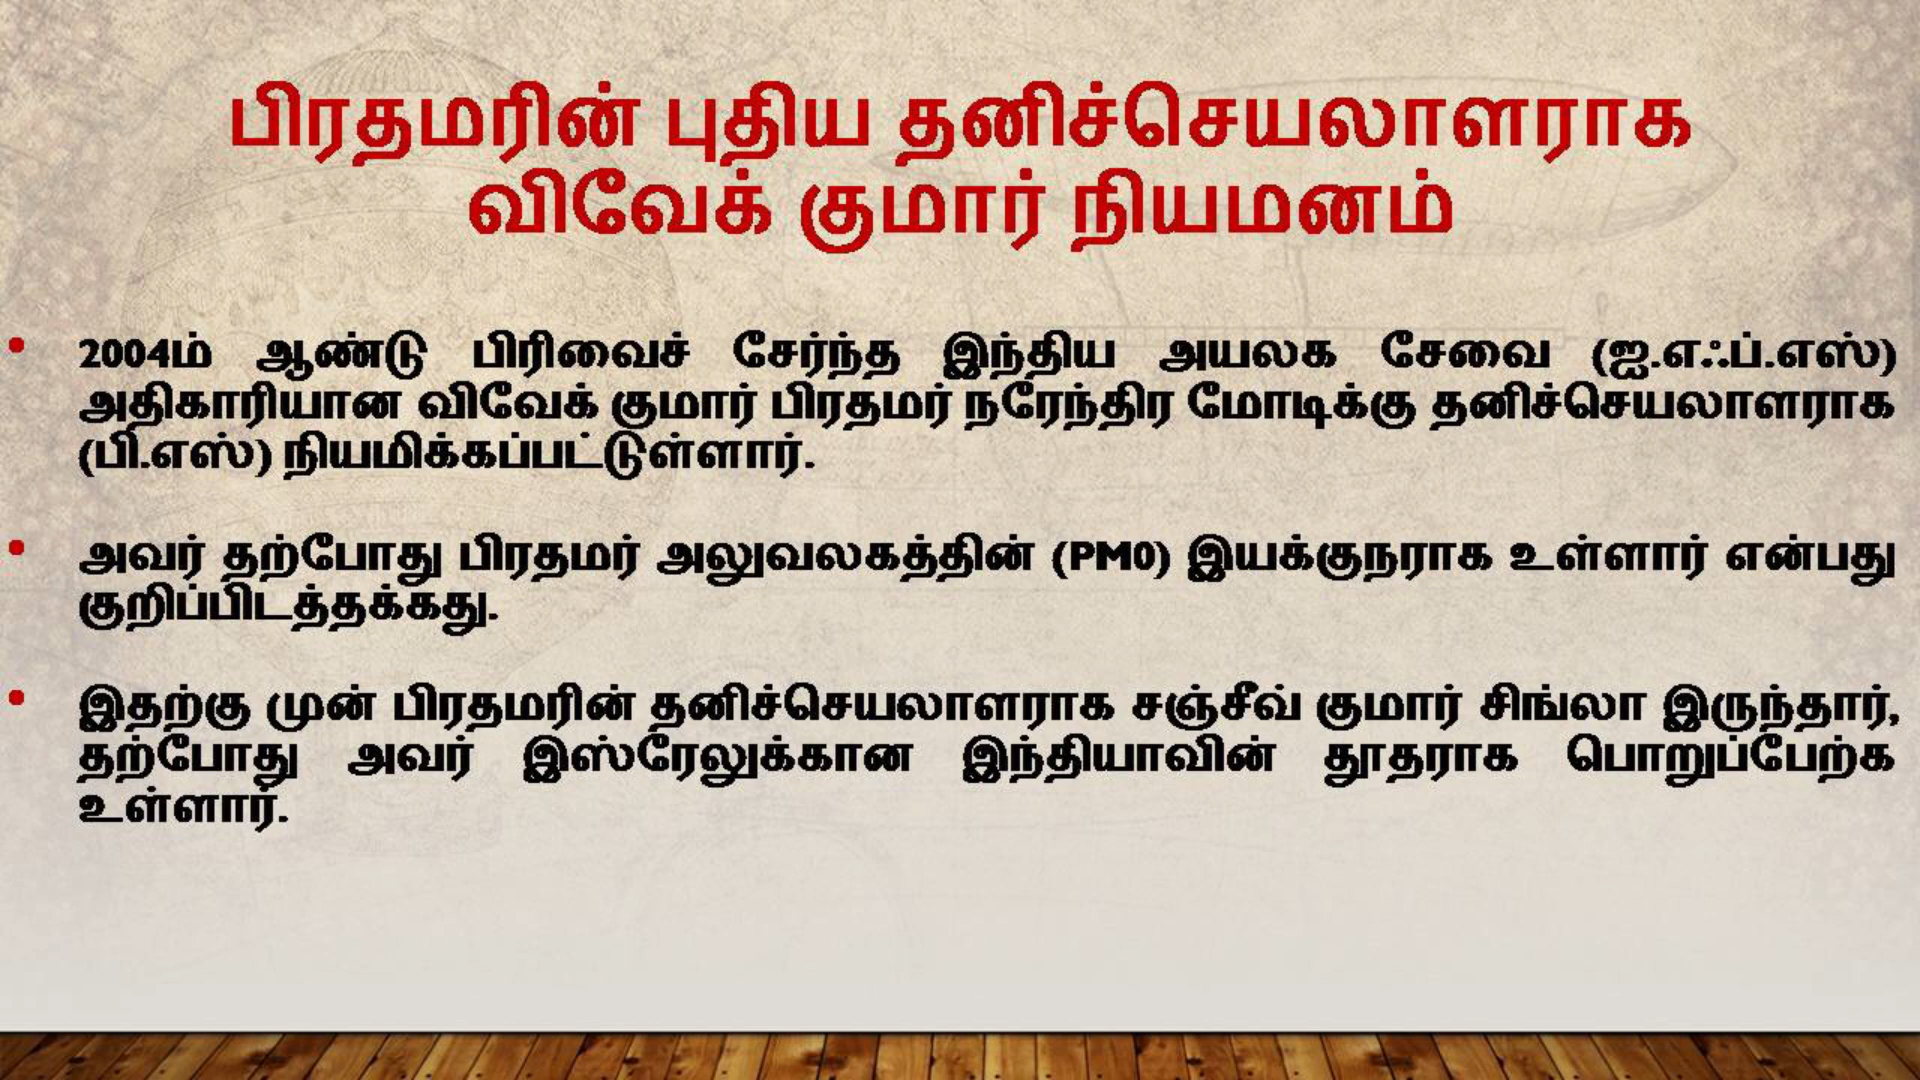 பிரதமரின் புதிய தனிச்செயலாளராக
விவேக் குமார் நியமனம்
• 2004ம் ஆண்டு பிரிவைச் சேர்ந்த இந்திய அயலக சேவை (ஐ.எஃப்.எஸ்)
அதிகாரியான விவேக் குமார் பிரதமர் நரேந்திர மோடிக்கு தனிச்செயலாளராக
(பி.எஸ்) நியமிக்கப்பட்டுள்ளார்.
• அவர் தற்போது பிரதமர் அலுவலகத்தின் (PMO) இயக்குநராக உள்ளார் என்பது
குறிப்பிடத்தக்கது.
• இதற்கு முன் பிரதமரின் தனிச்செயலாளராக சஞ்சீவ் குமார் சிங்லா இருந்தார்,
தற்போது அவர் இஸ்ரேலுக்கான இந்தியாவின் தூதராக பொறுப்பேற்க
உள்ளார்.